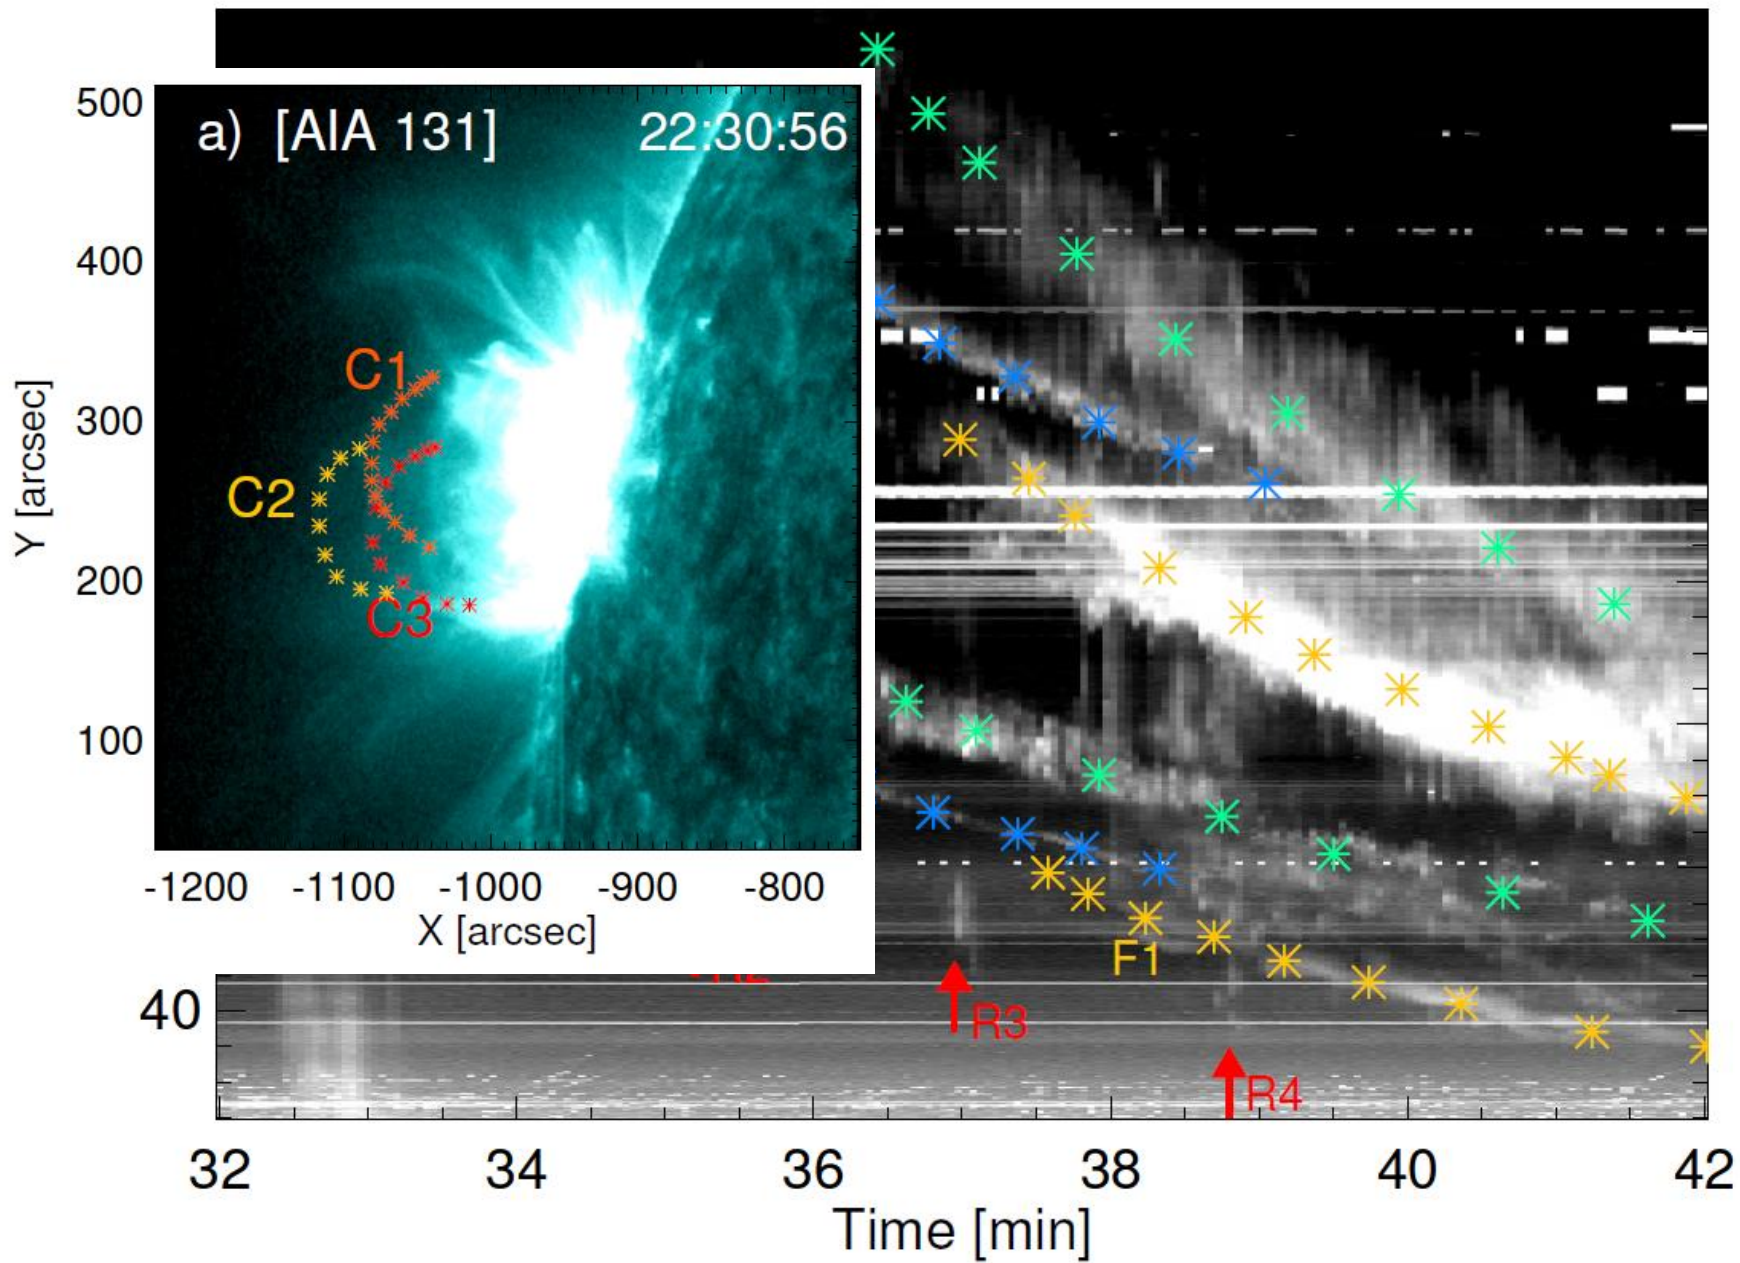 500
a) [AIA 131] 22:30:56
400
C1
300
C2
200
C3
100
Y [arcsec]
-1200 -1100 -1000 -900 -800
X [arcsec]
F1
40
R3
R4
32 34 36 38 40 42
Time [min]